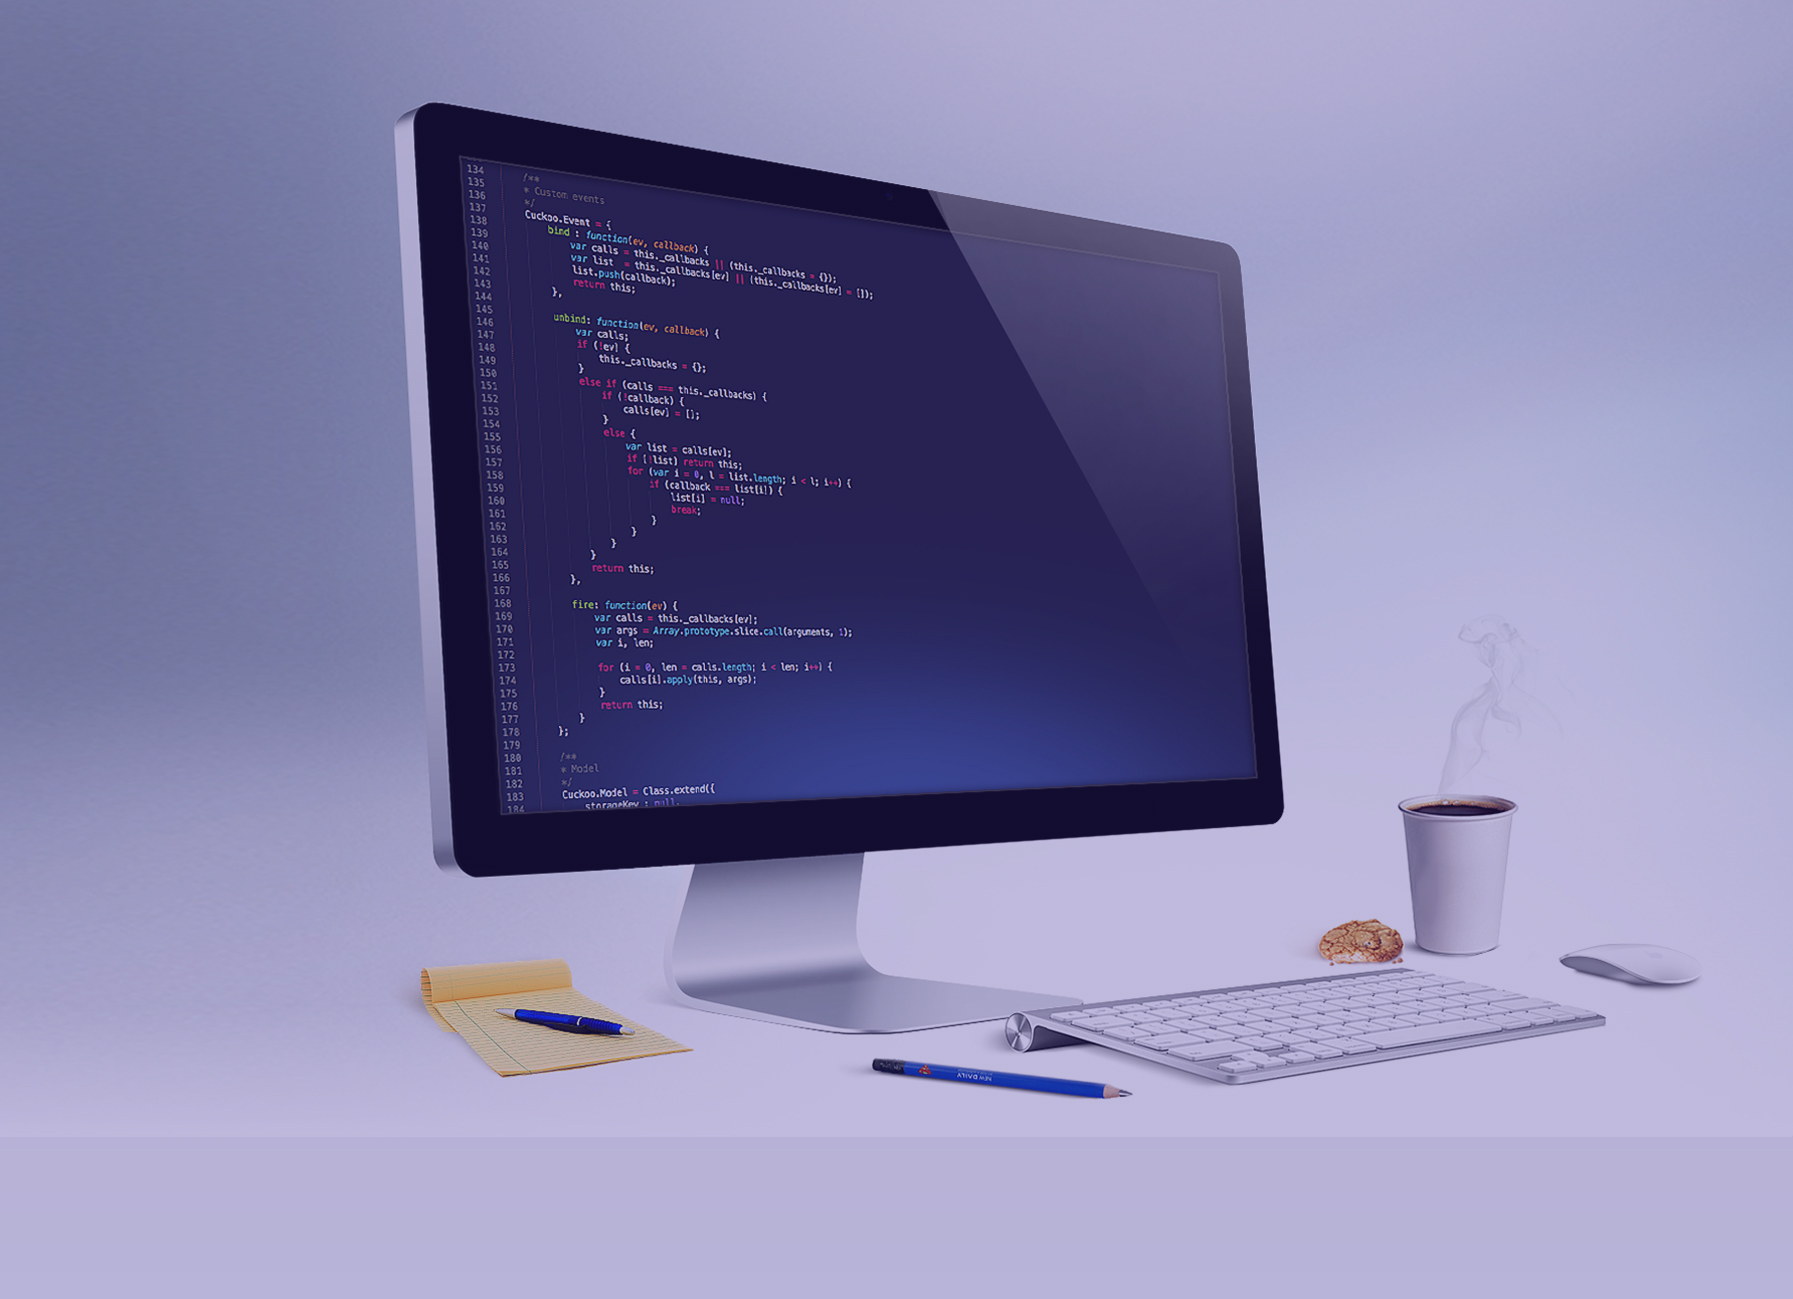 134 /**
135 * Custom events
136 */
137 Cuckoo.Event = {
138 bind : function(ev, callback) {
139 var calls = this._callbacks || (this._callbacks = {});
140 var list = this._callbacks[ev] || (this._callbacks[ev] = []);
141 list.push(callback);
142 return this;
143 },
144
145 unbind: function(ev, callback) {
146 var calls;
147 if (!ev) {
148 this._callbacks = {};
149 }
150 else if (calls === this._callbacks) {
151 if (!callback) {
152 calls[ev] = [];
153 }
154 else {
155 var list = calls[ev];
156 if (!list) return this;
157 for (var i = 0, l = list.length; i < l; i++) {
158 if (callback === list[i]) {
159 list[i] = null;
160 break;
161 }
162 }
163 }
164 }
165 return this;
166 },
167
168 fire: function(ev) {
169 var calls = this._callbacks[ev];
170 var args = Array.prototype.slice.call(arguments, 1);
171 var i, len;
172
173 for (i = 0, len = calls.length; i < len; i++) {
174 calls[i].apply(this, args);
175 }
176 return this;
177 }
178 };
179
180 /**
181 * Model
182 */
183 Cuckoo.Model = Class.extend({
184 storageKey : null,
NEW DAILY